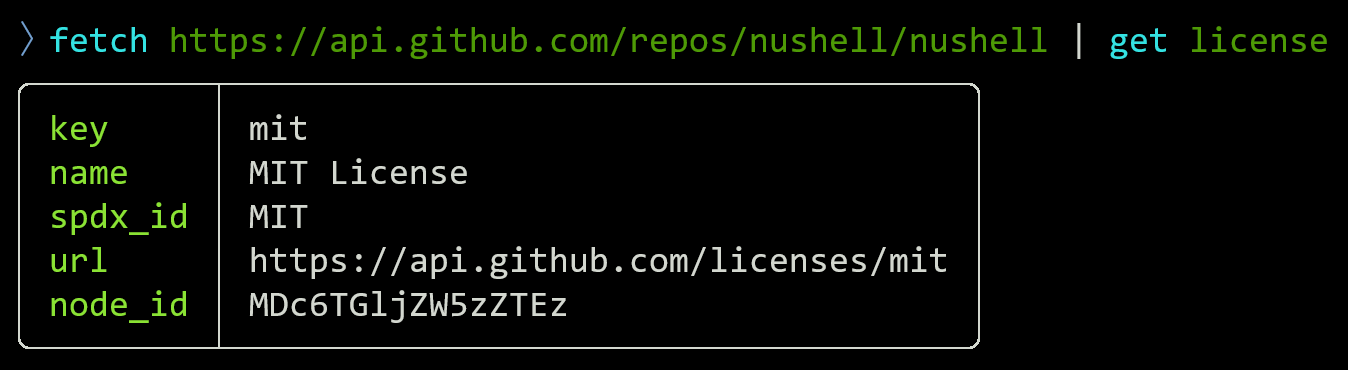 〉fetch https://api.github.com/repos/nushell/nushell | get license
key mit
name MIT License
spdx_id MIT
url https://api.github.com/licenses/mit
node_id MDc6TGljZW5zZTEz